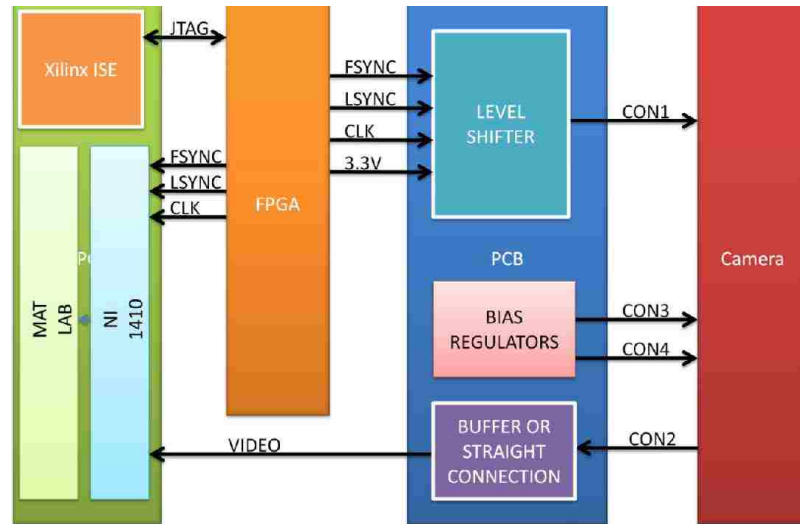 JTAG
Xilinx ISE
FSYNC
LSYNC
CLK
3.3V
LEVEL
SHIFTER
CON1
FSYNC
LSYNC
CLK
FPGA
PCB
Camera
MAT
LAB
NI
1410
BIAS
REGULATORS
CON3
CON4
BUFFER OR
STRAIGHT
CONNECTION
VIDEO
CON2